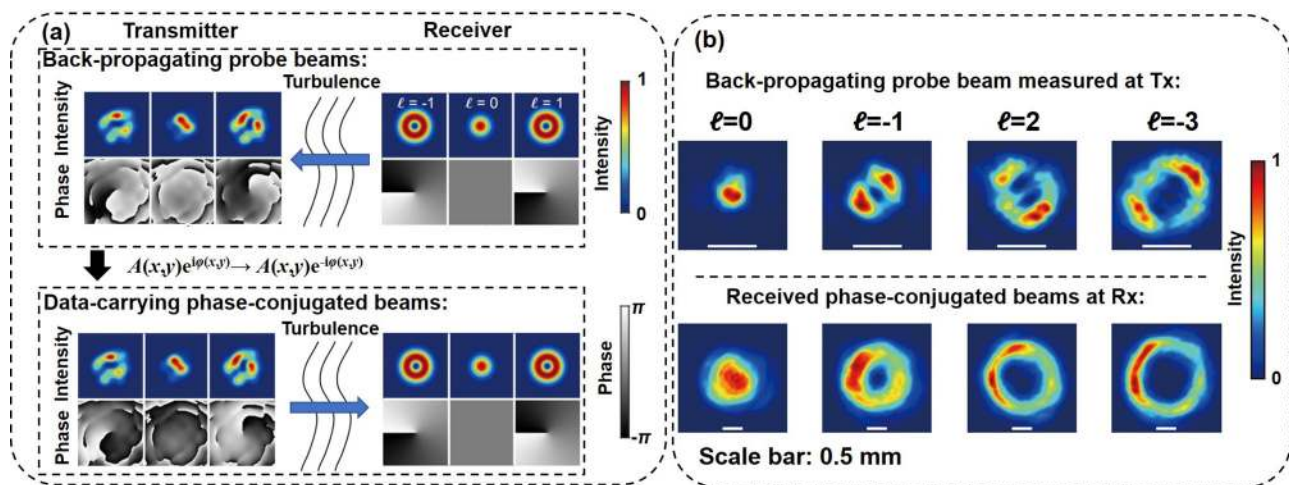 (a)
Transmitter
Receiver
Back-propagating probe beams:
Turbulence
Intensity
Phase
ℓ = -1
ℓ = 0
ℓ = 1
1
Intensity
0
A(x,y)e^{iφ(x,y)} → A(x,y)e^{-iφ(x,y)}
Data-carrying phase-conjugated beams:
Turbulence
Intensity
Phase
π
Phase
-π
(b)
Back-propagating probe beam measured at Tx:
ℓ=0
ℓ=-1
ℓ=2
ℓ=-3
Received phase-conjugated beams at Rx:
1
Intensity
0
Scale bar: 0.5 mm